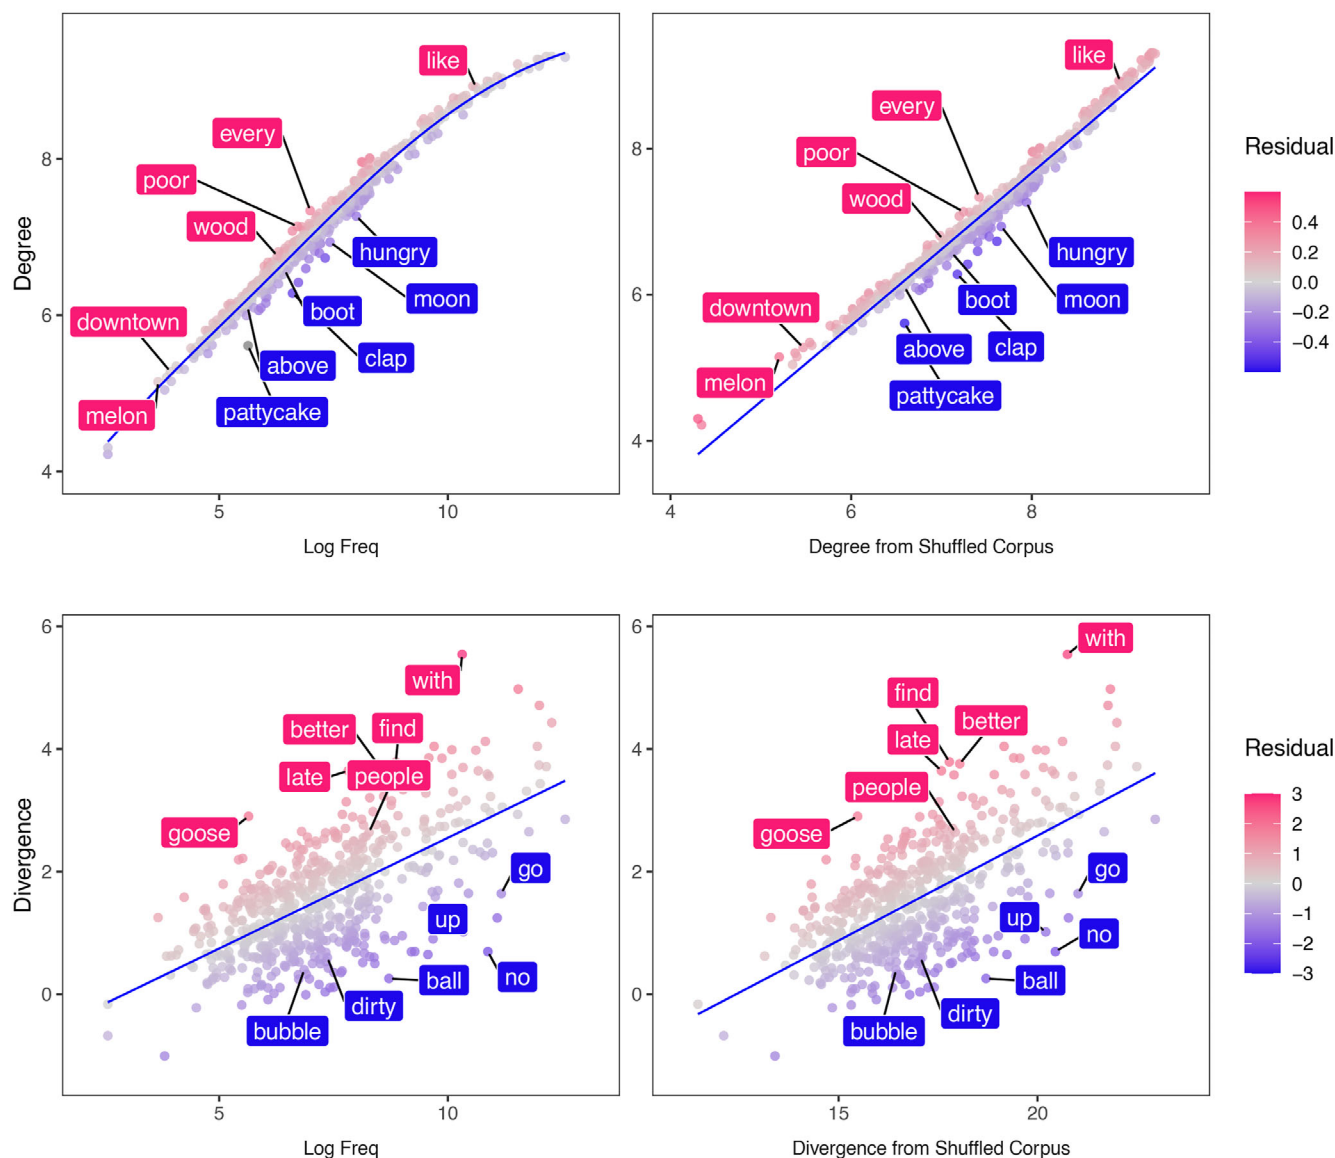 like
every
poor
wood
hungry
moon
downtown
boot
above
clap
melon
pattycake
8
6
4
Degree
5
10
Log Freq
like
every
poor
wood
hungry
boot
moon
downtown
above
clap
melon
pattycake
8
6
4
4
6
8
Degree from Shuffled Corpus
Residual
0.4
0.2
0.0
−0.2
−0.4
with
better
find
late
people
goose
go
up
no
ball
dirty
bubble
6
4
2
0
Divergence
5
10
Log Freq
with
find
better
late
people
goose
go
up
no
ball
dirty
bubble
6
4
2
0
15
20
Divergence from Shuffled Corpus
Residual
3
2
1
0
−1
−2
−3